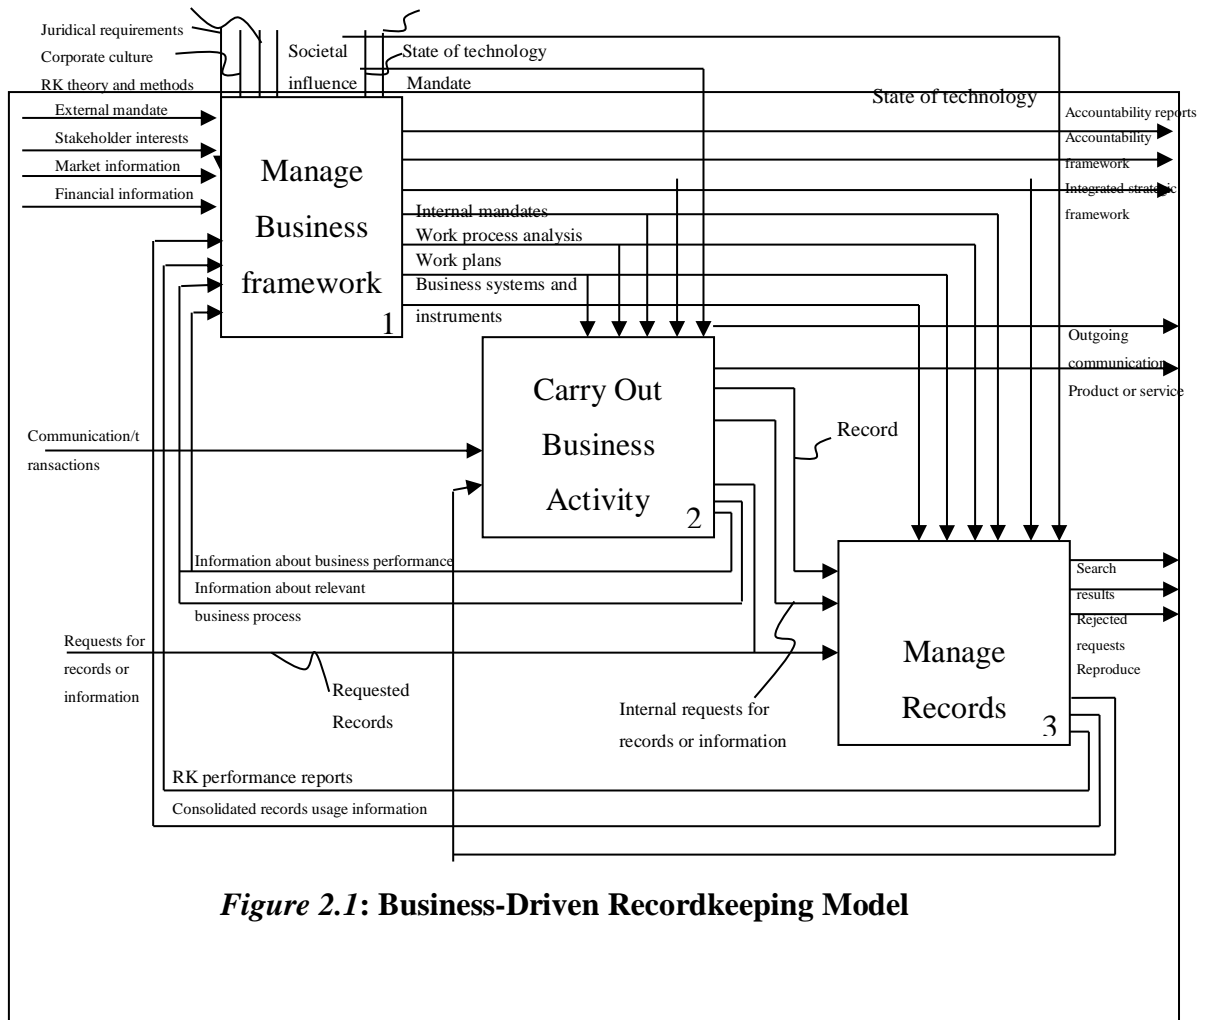 Juridical requirements
Corporate culture
RK theory and methods
Societal
influence
State of technology
Mandate
State of technology
External mandate
Stakeholder interests
Market information
Financial information
Manage
Business
framework
1
Accountability reports
Accountability
framework
Integrated strategic
framework
Internal mandates
Work process analysis
Work plans
Business systems and
instruments
Outgoing
communication
Product or service
Carry Out
Business
Activity
2
Communication/t
ransactions
Record
Information about business performance
Information about relevant
business process
Requests for
records or
information
Requested
Records
Internal requests for
records or information
Manage
Records
3
Search
results
Rejected
requests
Reproduce
RK performance reports
Consolidated records usage information
Figure 2.1: Business-Driven Recordkeeping Model